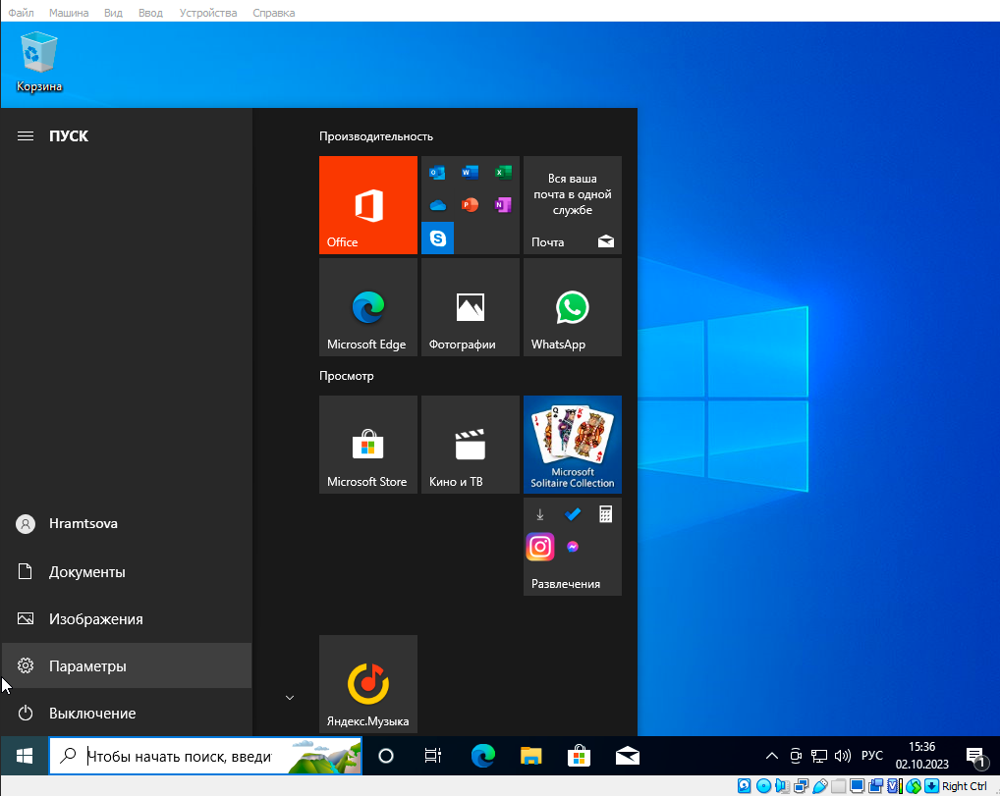 Файл Машина Вид Ввод Устройства Справка
Корзина
ПУСК
Производительность
Office
Вся ваша
почта в одной
службе
Почта
Microsoft Edge
Фотографии
WhatsApp
Просмотр
Microsoft Store
Кино и ТВ
Microsoft
Solitaire Collection
Развлечения
Яндекс.Музыка
Hramtsova
Документы
Изображения
Параметры
Выключение
Чтобы начать поиск, введи
РУС
15:36
02.10.2023
1
Right Ctrl